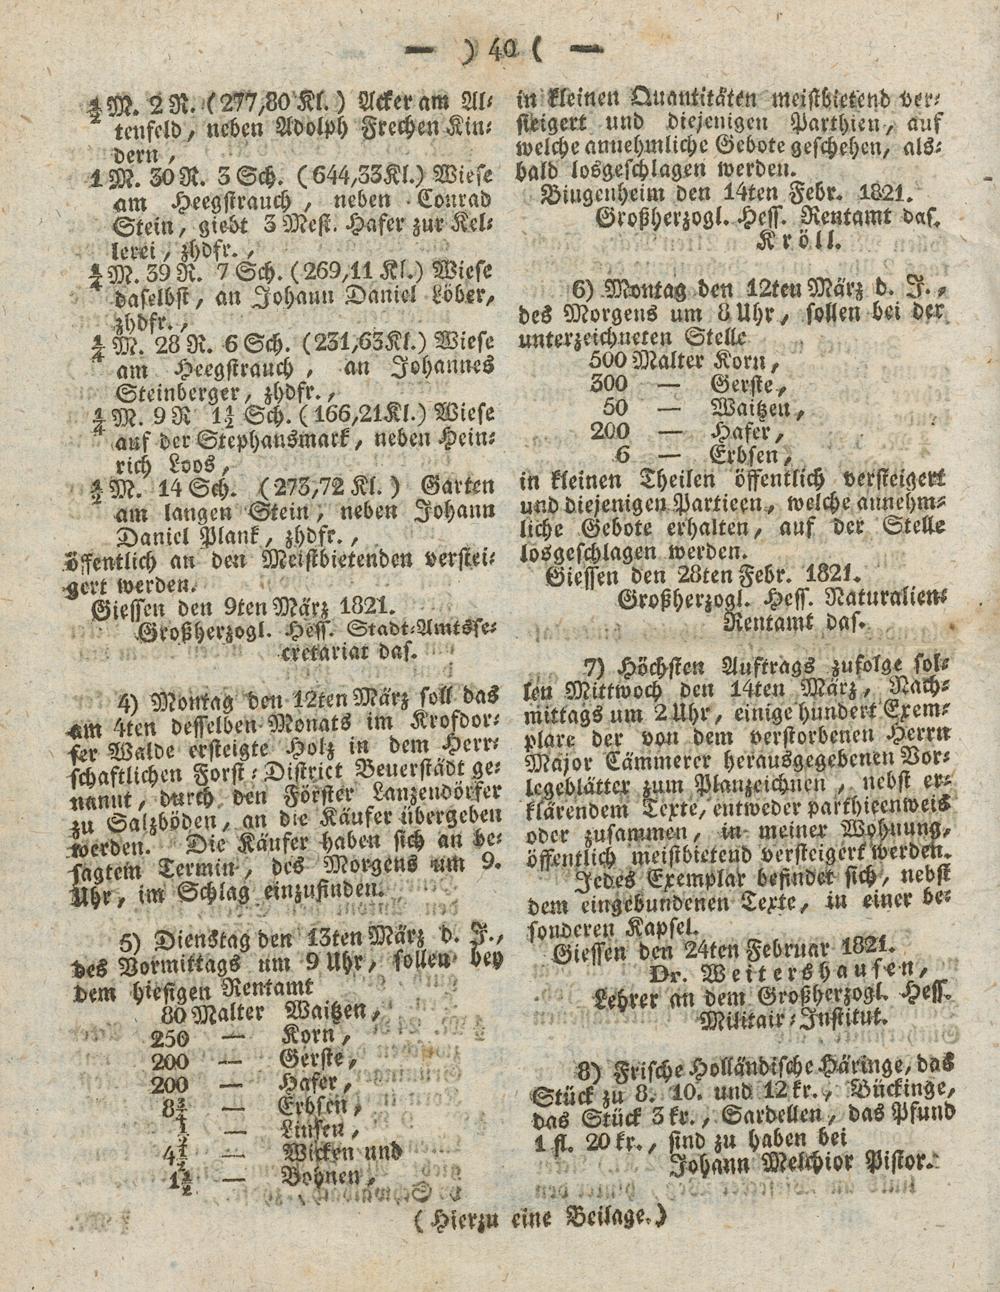 — ) 40 ( —
½ M. 2 R. (277,80 Kl.) Acker am Al⸗
tenfeld, neben Adolph Frechen Kin⸗
dern,
1 M. 30 R. 3 Sch. (644,33 Kl.) Wiese
am Heegstrauch, neben Conrad
Stein, giebt 3 Mest. Hafer zur Kel⸗
lerei, zhdfr.,
¼ M. 39 R. 7 Sch. (269,11 Kl.) Wiese
daselbst, an Johann Daniel Löber,
zhdfr.,
¼ M. 28 R. 6 Sch. (231,63 Kl.) Wiese
am Heegstrauch, an Johannes
Steinberger, zhdfr.,
¼ M. 9 R 1½ Sch. (166,21 Kl.) Wiese
auf der Stephansmark, neben Hein⸗
rich Loos,
½ M. 14 Sch. (273,72 Kl.) Garten
am langen Stein, neben Johann
Daniel Plank, zhdfr.,
öffentlich an den Meistbietenden verstei⸗
gert werden.
Giessen den 9ten März 1821.
Großherzogl. Hess. Stadt⸗Amtsse⸗
cretariat das.
4) Montag den 12ten März soll das
am 4ten desselben Monats im Krofdor⸗
fer Walde ersteigte Holz in dem Herr⸗
schaftlichen Forst⸗District Beuerstädt ge⸗
nannt, durch den Förster Lanzendörfer
zu Salzböden, an die Käufer übergeben
werden. Die Käufer haben sich an be⸗
sagtem Termin, des Morgens um 9.
Uhr, im Schlag einzufinden.
5) Dienstag den 13ten März d. J.,
des Vormittags um 9 Uhr, sollen bey
dem hiesigen Rentamt
80 Malter Waitzen,
250 — Korn,
200 — Gerste,
200 — Hafer,
8¾ — Erbsen,
½ — Linsen,
4½ — Wicken und
1½ — Bohnen,
in kleinen Quantitäten meistbietend ver⸗
steigert und diejenigen Parthien, auf
welche annehmliche Gebote geschehen, als⸗
bald losgeschlagen werden.
Bingenheim den 14ten Febr. 1821.
Großherzogl. Hess. Rentamt das.
Kröll.
6) Montag den 12ten März d. J.,
des Morgens um 8 Uhr, sollen bei der
unterzeichneten Stelle
500 Malter Korn,
300 — Gerste,
50 — Waitzen,
200 — Hafer,
6 — Erbsen,
in kleinen Theilen öffentlich versteigert
und diejenigen Partieen, welche annehm⸗
liche Gebote erhalten, auf der Stelle
losgeschlagen werden.
Giessen den 28ten Febr. 1821.
Großherzogl. Hess. Naturalien⸗
Rentamt das.
7) Höchsten Auftrags zufolge sol⸗
len Mittwoch den 14ten März, Nach⸗
mittags um 2 Uhr, einige hundert Exem⸗
plare der von dem verstorbenen Herrn
Major Cämmerer herausgegebenen Vor⸗
legeblätter zum Planzeichnen, nebst er⸗
klärendem Texte, entweder parthieenweis
oder zusammen, in meiner Wohnung,
öffentlich meistbietend versteigert werden.
Jedes Exemplar befindet sich, nebst
dem eingebundenen Texte, in einer be⸗
sonderen Kapsel.
Giessen den 24ten Februar 1821.
Dr. Weitershausen,
Lehrer an dem Großherzogl. Hess.
Militair⸗Institut.
8) Frische Holländische Häringe, das
Stück zu 8. 10. und 12 kr., Bückinge,
das Stück 3 kr., Sardellen, das Pfund
1 fl. 20 kr., sind zu haben bei
Johann Melchior Pistor.
(Hierzu eine Beilage.)